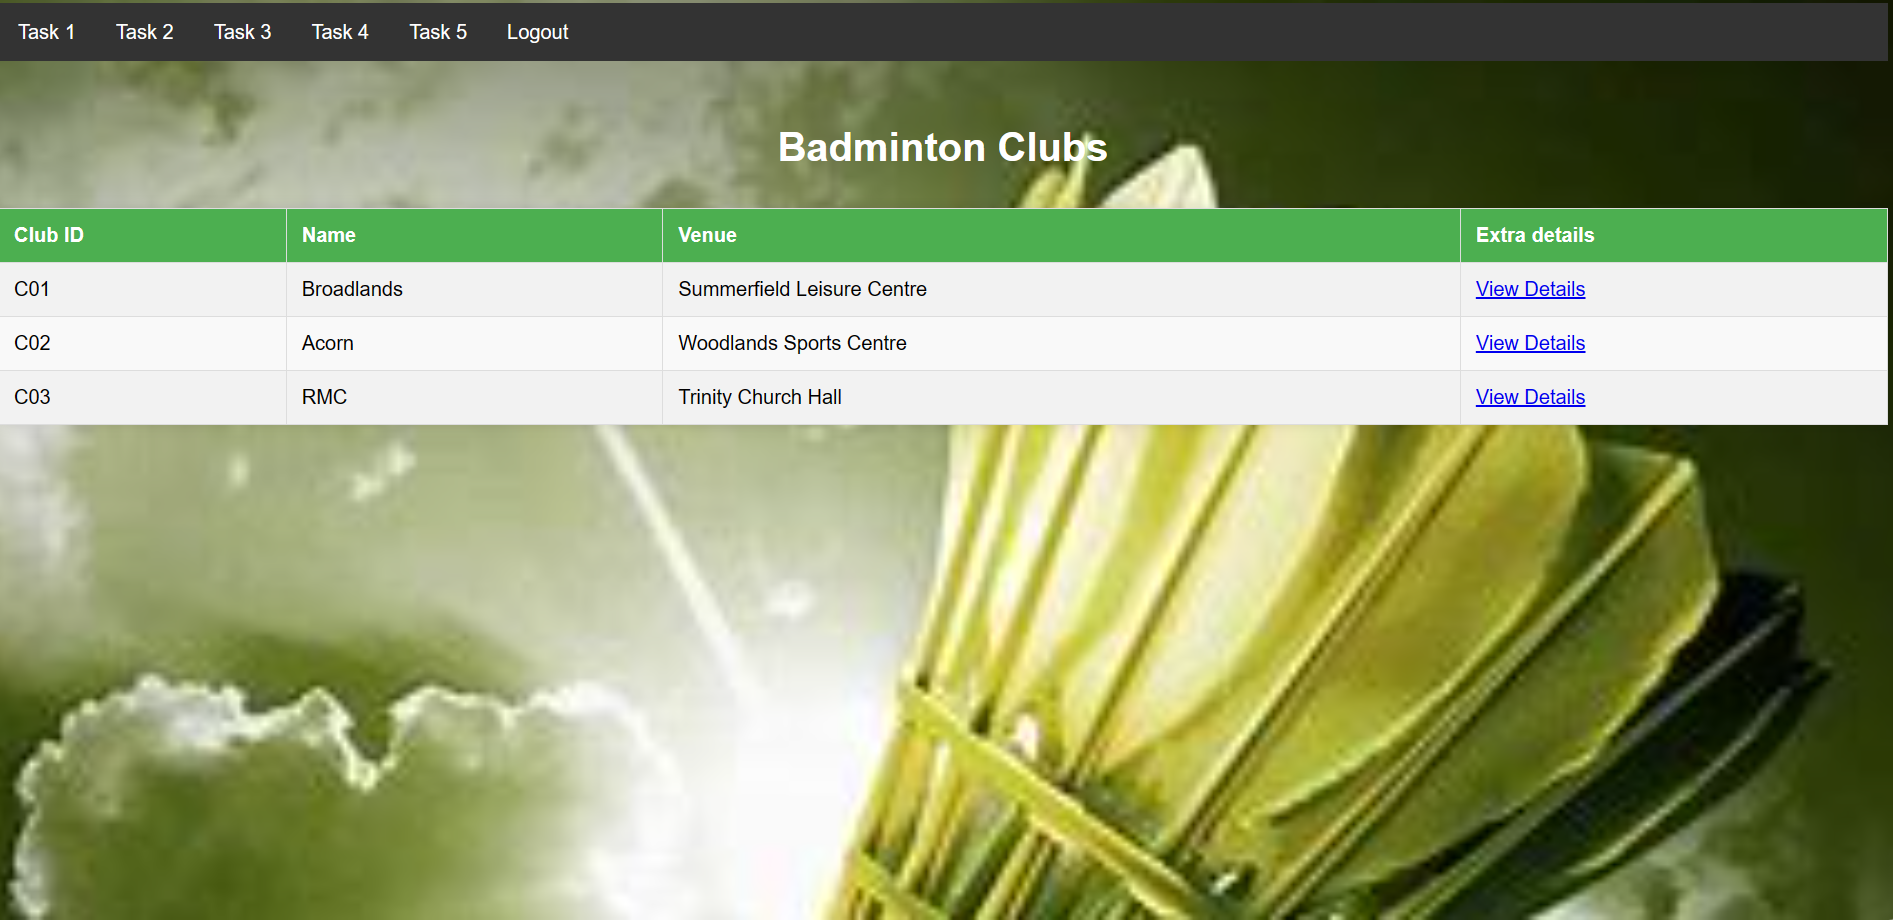 Task 1 Task 2 Task 3 Task 4 Task 5 Logout
Badminton Clubs
Club ID Name Venue Extra details
C01 Broadlands Summerfield Leisure Centre View Details
C02 Acorn Woodlands Sports Centre View Details
C03 RMC Trinity Church Hall View Details